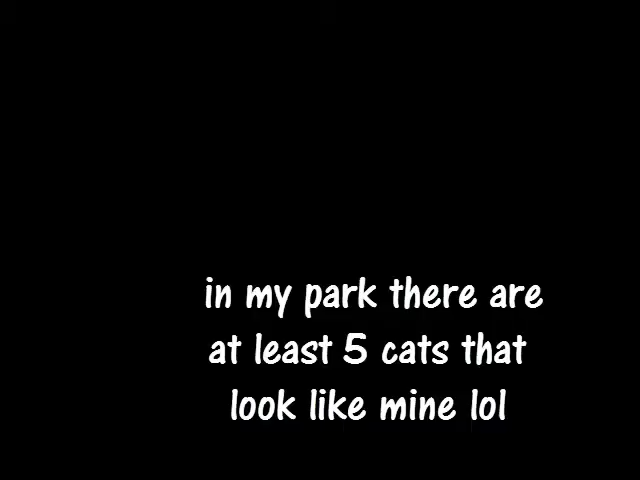 in my park there are
at least 5 cats that
look like mine lol